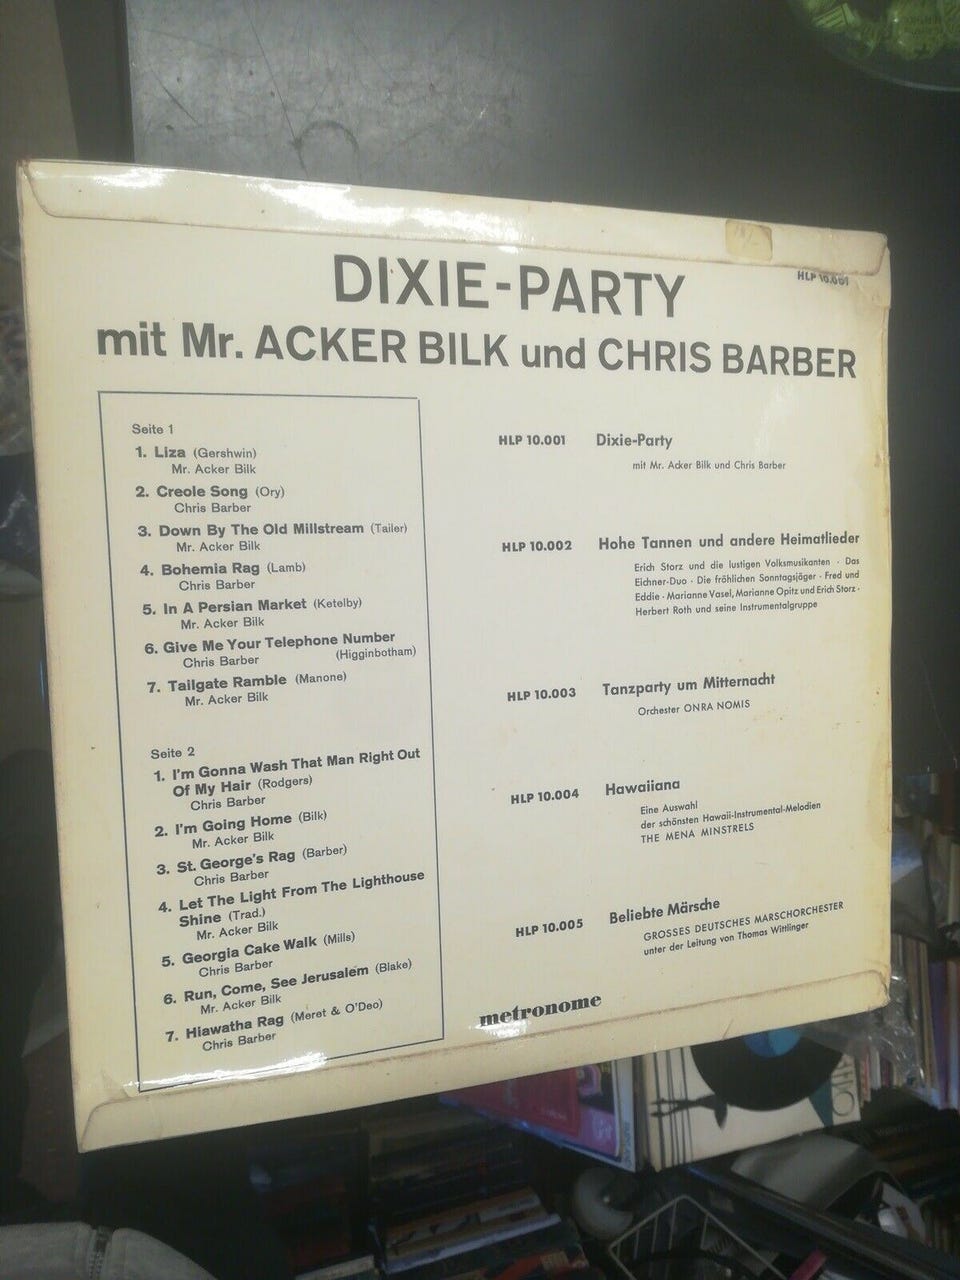 HLP 10.001
DIXIE-PARTY
mit Mr. ACKER BILK und CHRIS BARBER
Seite 1
1. Liza (Gershwin)
Mr. Acker Bilk
2. Creole Song (Ory)
Chris Barber
3. Down By The Old Millstream (Tailer)
Mr. Acker Bilk
4. Bohemia Rag (Lamb)
Chris Barber
5. In A Persian Market (Ketelby)
Mr. Acker Bilk
6. Give Me Your Telephone Number
Chris Barber (Higginbotham)
7. Tailgate Ramble (Manone)
Mr. Acker Bilk
Seite 2
1. I'm Gonna Wash That Man Right Out
Of My Hair (Rodgers)
Chris Barber
2. I'm Going Home (Bilk)
Mr. Acker Bilk
3. St. George's Rag (Barber)
Chris Barber
4. Let The Light From The Lighthouse
Shine (Trad.)
Mr. Acker Bilk
5. Georgia Cake Walk (Mills)
Chris Barber
6. Run, Come, See Jerusalem (Blake)
Mr. Acker Bilk
7. Hiawatha Rag (Meret & O'Deo)
Chris Barber
HLP 10.001 Dixie-Party
mit Mr. Acker Bilk und Chris Barber
HLP 10.002 Hohe Tannen und andere Heimatlieder
Erich Storz und die lustigen Volksmusikanten · Das
Eichner-Duo · Die fröhlichen Sonntagsjäger · Fred und
Eddie · Marianne Vasel, Marianne Opitz und Erich Storz ·
Herbert Roth und seine Instrumentalgruppe
HLP 10.003 Tanzparty um Mitternacht
Orchester ONRA NOMIS
HLP 10.004 Hawaiiana
Eine Auswahl
der schönsten Hawaii-Instrumental-Melodien
THE MENA MINSTRELS
HLP 10.005 Beliebte Märsche
GROSSES DEUTSCHES MARSCHORCHESTER
unter der Leitung von Thomas Wittlinger
metronome